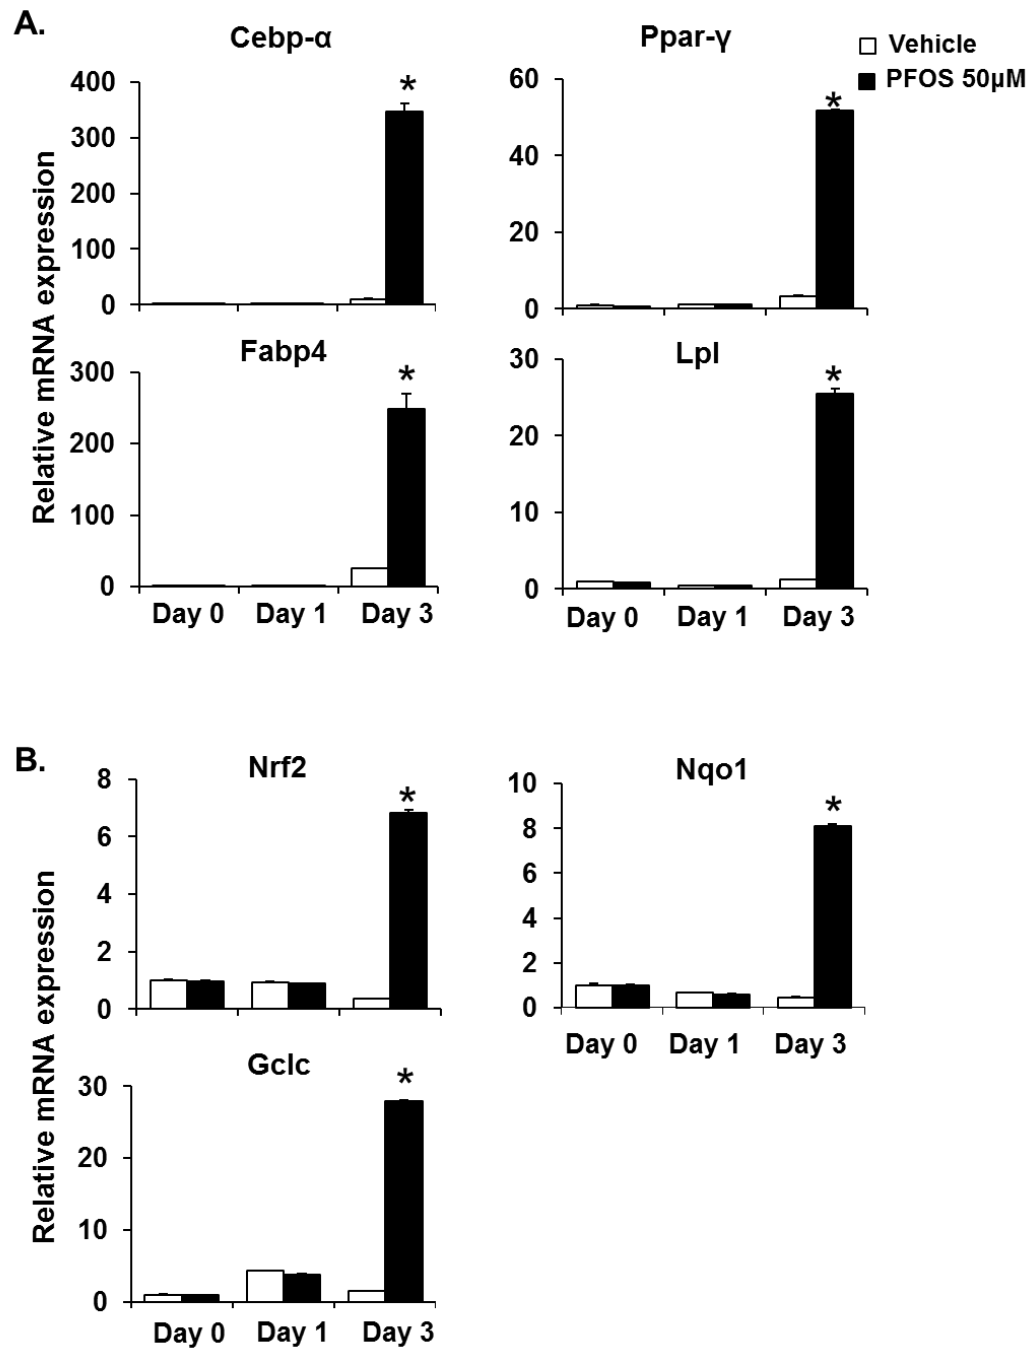 A.
Cebp-α
Ppar-γ
Vehicle
PFOS 50µM
Relative mRNA expression
400
300
200
100
0
*
60
40
20
0
*
Fabp4
300
200
100
0
*
Day 0 Day 1 Day 3
Lpl
30
20
10
0
*
Day 0 Day 1 Day 3
B.
Relative mRNA expression
Nrf2
8
6
4
2
0
*
Nqo1
10
8
6
4
2
0
*
Day 0 Day 1 Day 3
Gclc
30
20
10
0
*
Day 0 Day 1 Day 3